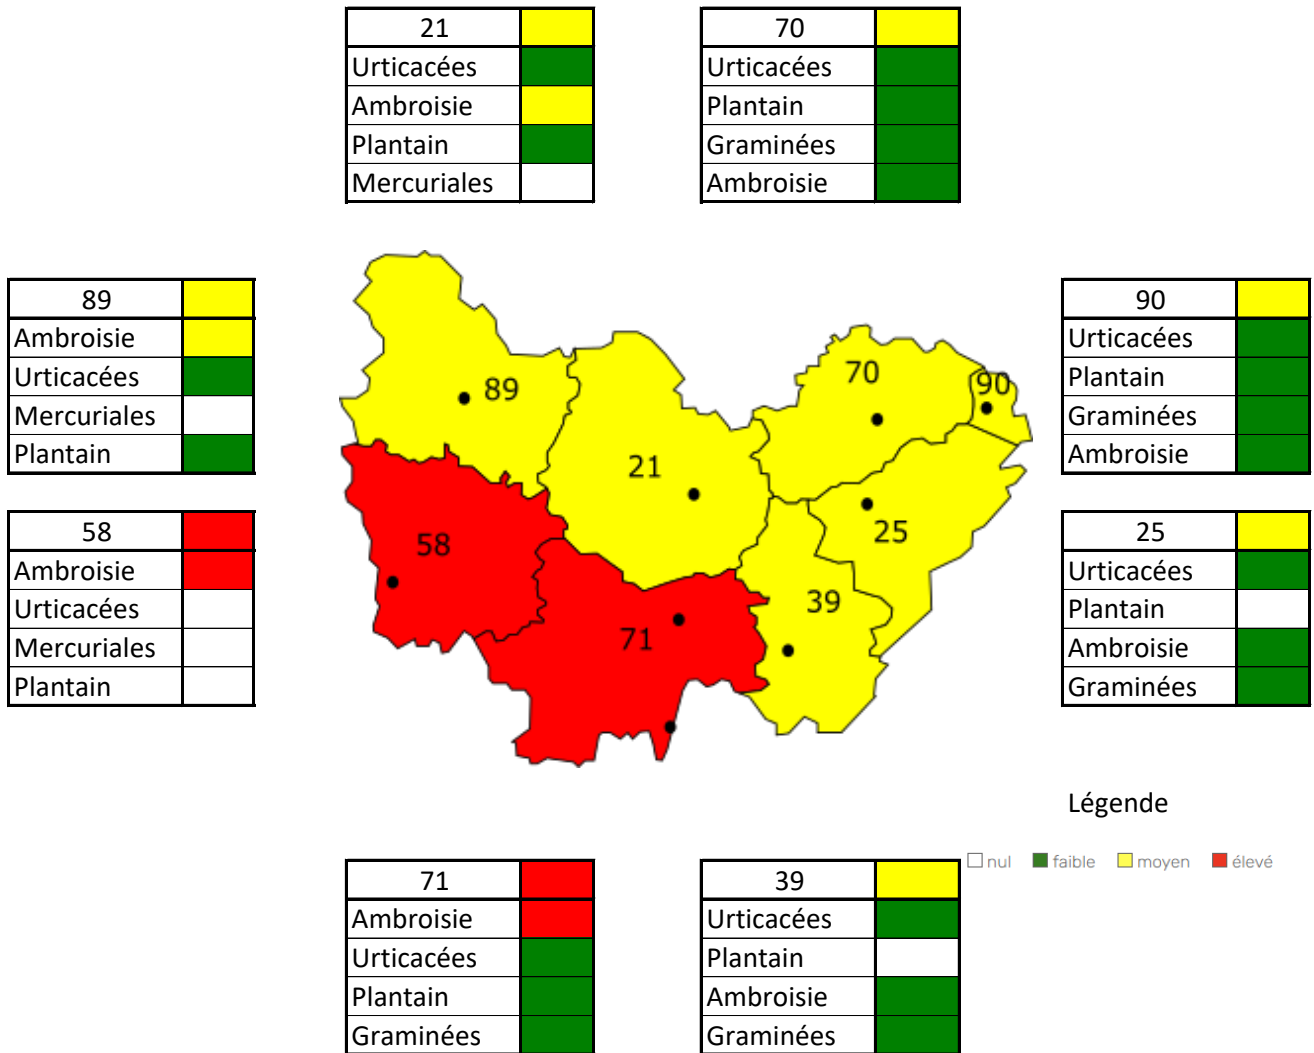 21
Urticacées
Ambroisie
Plantain
Mercuriales
70
Urticacées
Plantain
Graminées
Ambroisie
89
Ambroisie
Urticacées
Mercuriales
Plantain
58
Ambroisie
Urticacées
Mercuriales
Plantain
89
70
90
21
58
25
39
71
90
Urticacées
Plantain
Graminées
Ambroisie
25
Urticacées
Plantain
Ambroisie
Graminées
Légende
nul faible moyen élevé
71
Ambroisie
Urticacées
Plantain
Graminées
39
Urticacées
Plantain
Ambroisie
Graminées